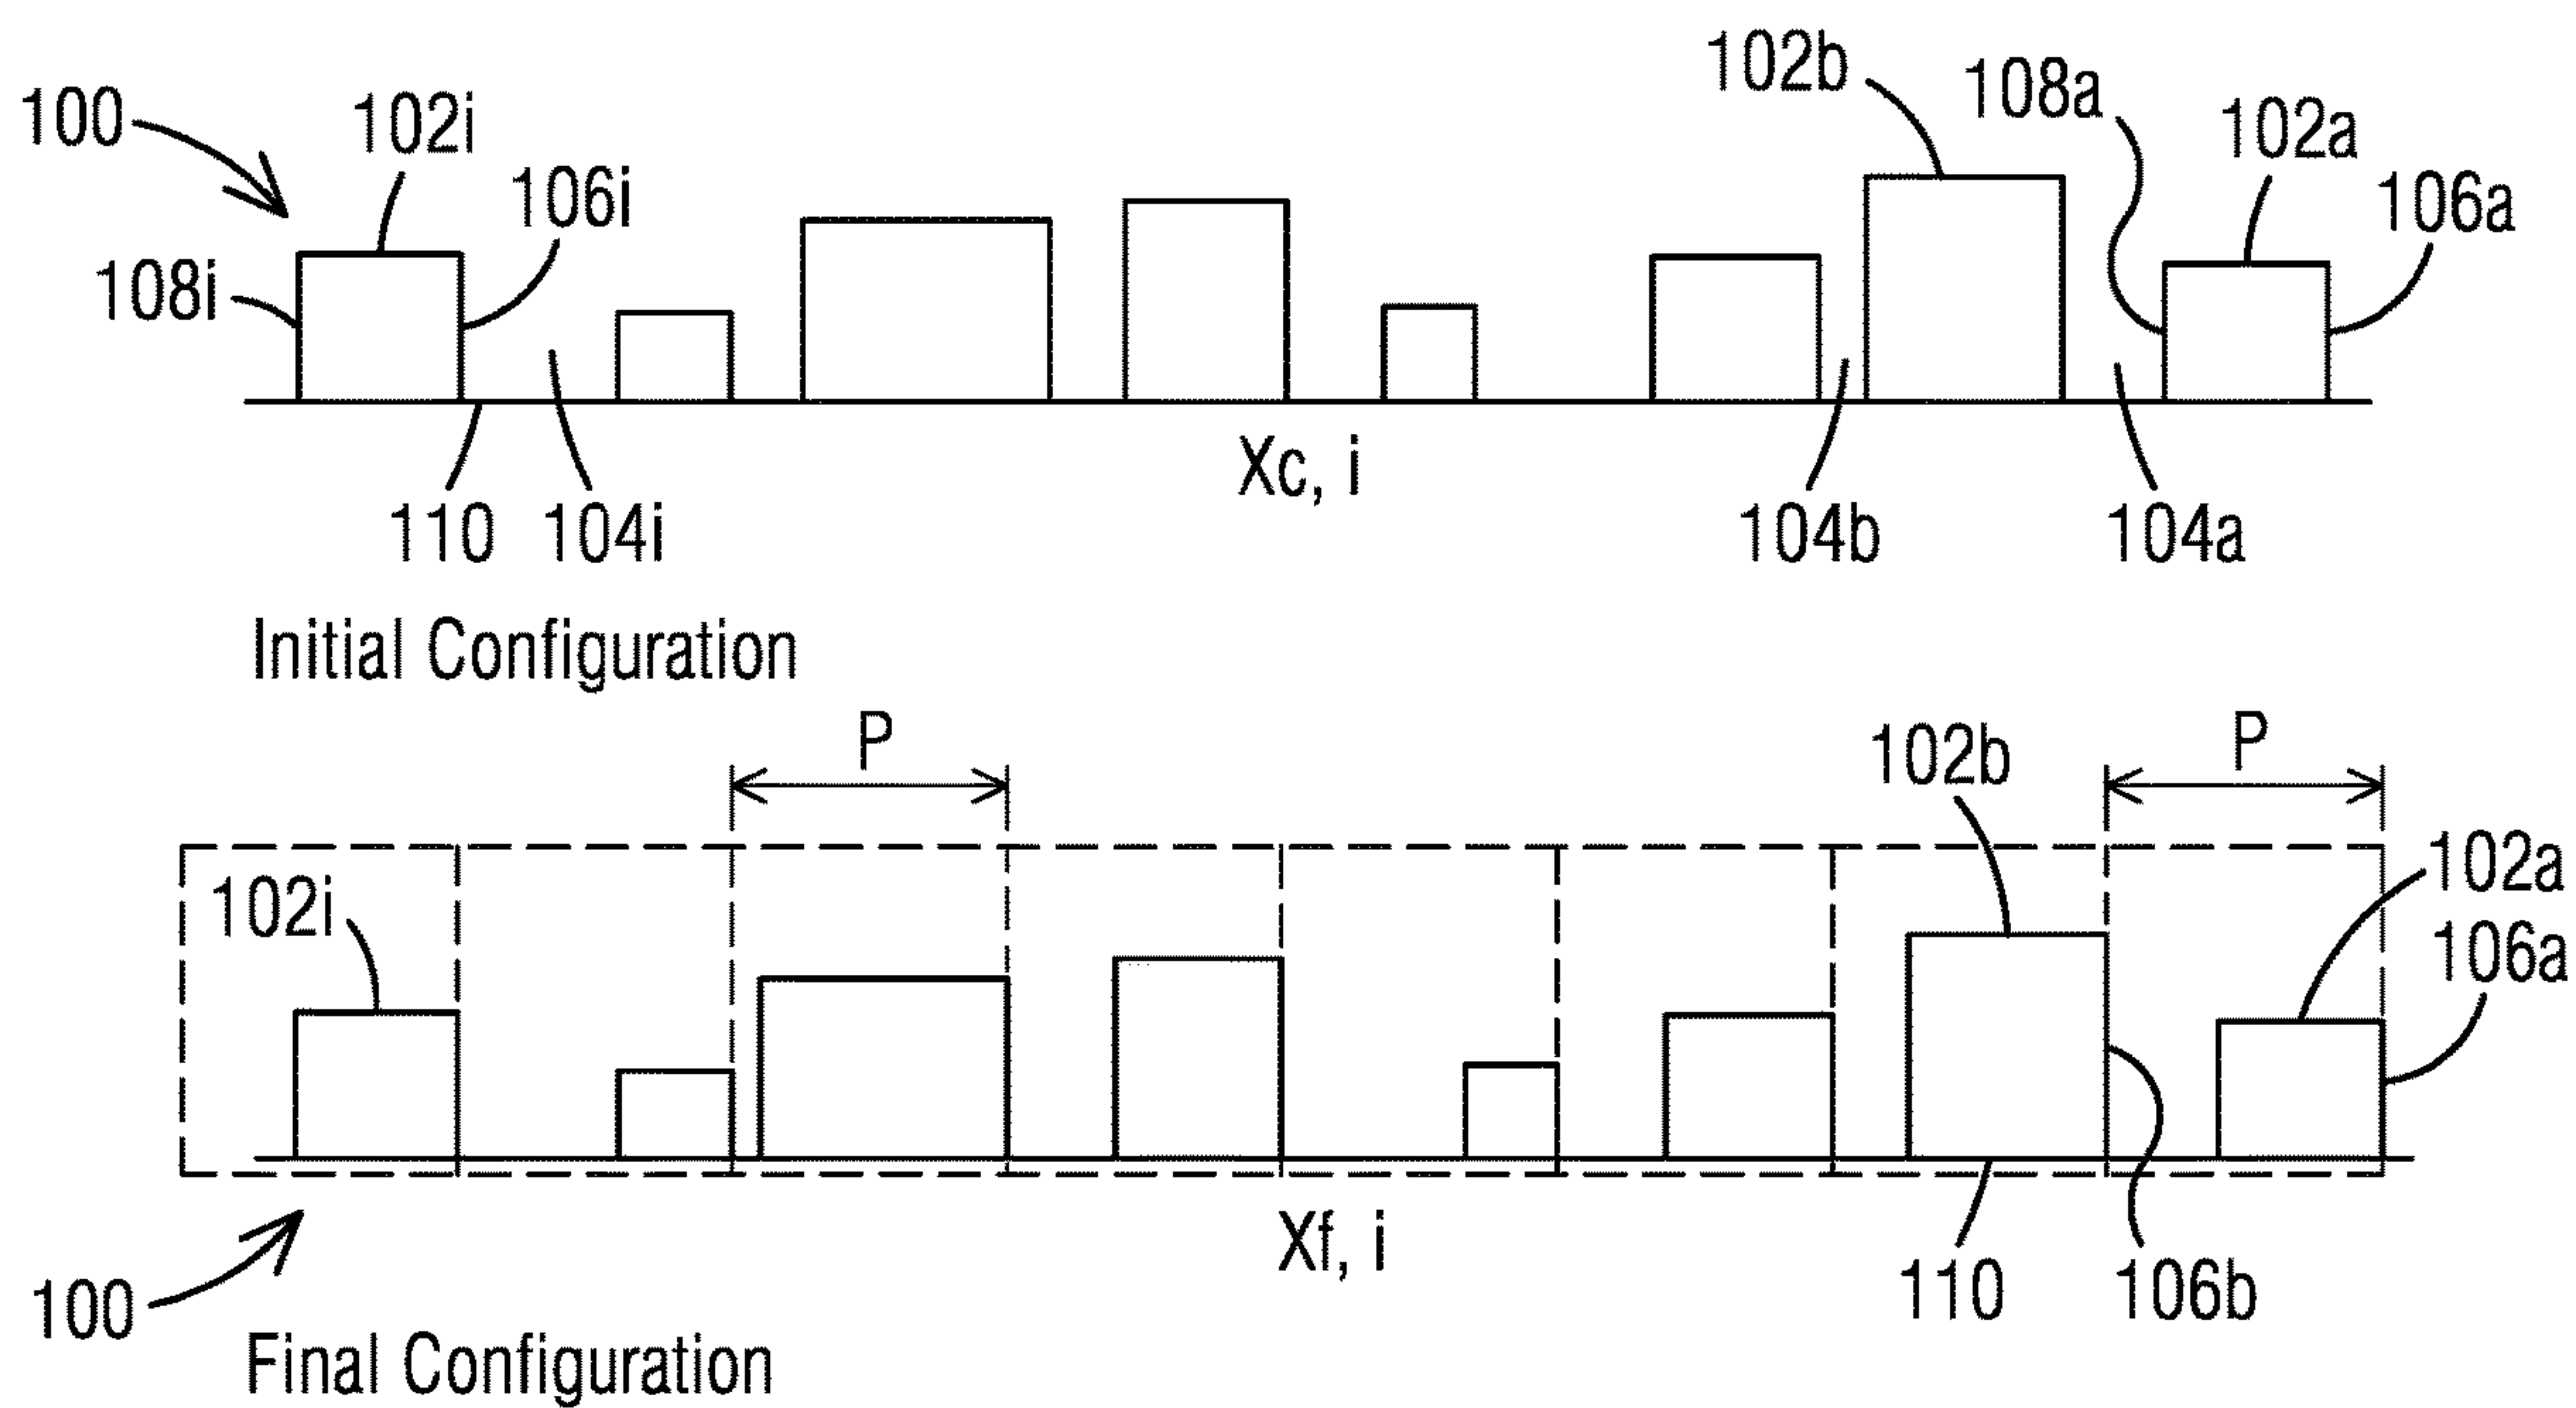 100
102i
106i
108i
102b
108a
102a
106a
110
104i
Xc, i
104b
104a
Initial Configuration
P
P
102b
102i
102a
106a
100
Xf, i
110
106b
Final Configuration